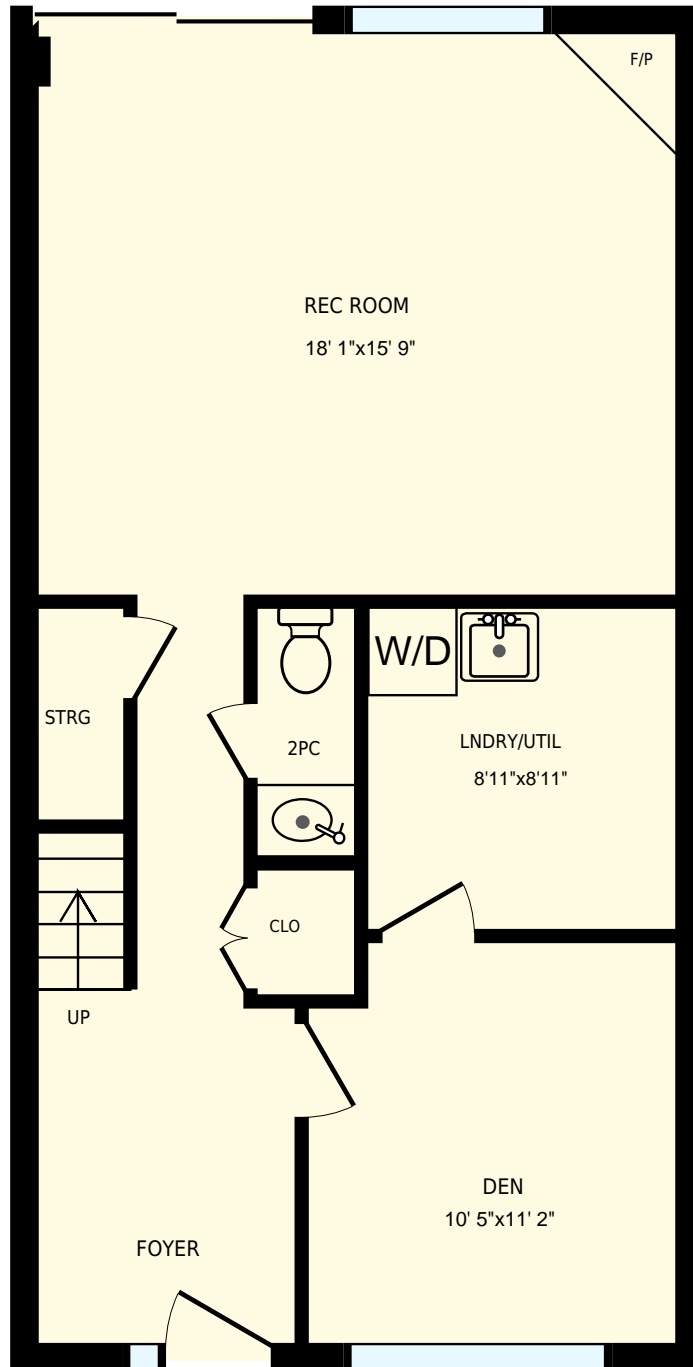 F/P
REC ROOM
18' 1"x15' 9"
W/D
STRG
2PC
LNDRY/UTIL
8'11"x8'11"
CLO
UP
DEN
10' 5"x11' 2"
FOYER